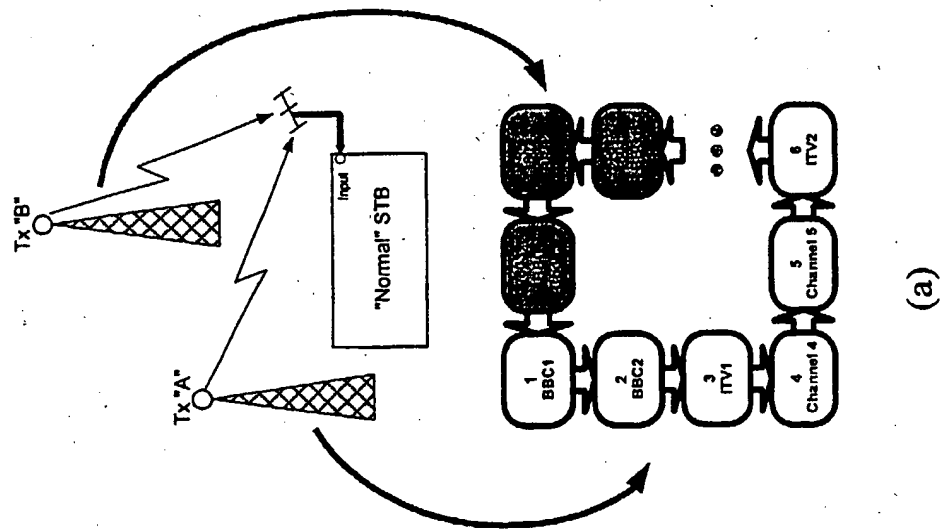 Tx "B"
Tx "A"
Input
"Normal" STB
1
BBC1
2
BBC2
3
ITV1
4
Channel 4
5
Channel 5
6
ITV2
(a)